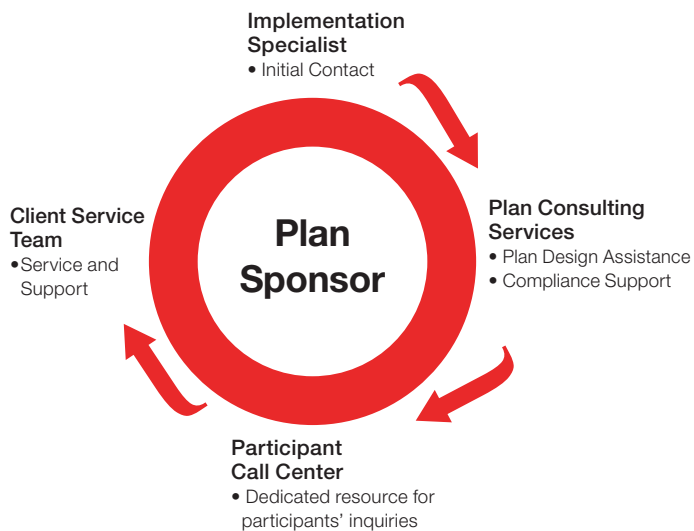 Implementation
Specialist
• Initial Contact
Plan Consulting
Services
• Plan Design Assistance
• Compliance Support
Participant
Call Center
• Dedicated resource for
participants’ inquiries
Client Service
Team
•Service and
Support
Plan
Sponsor